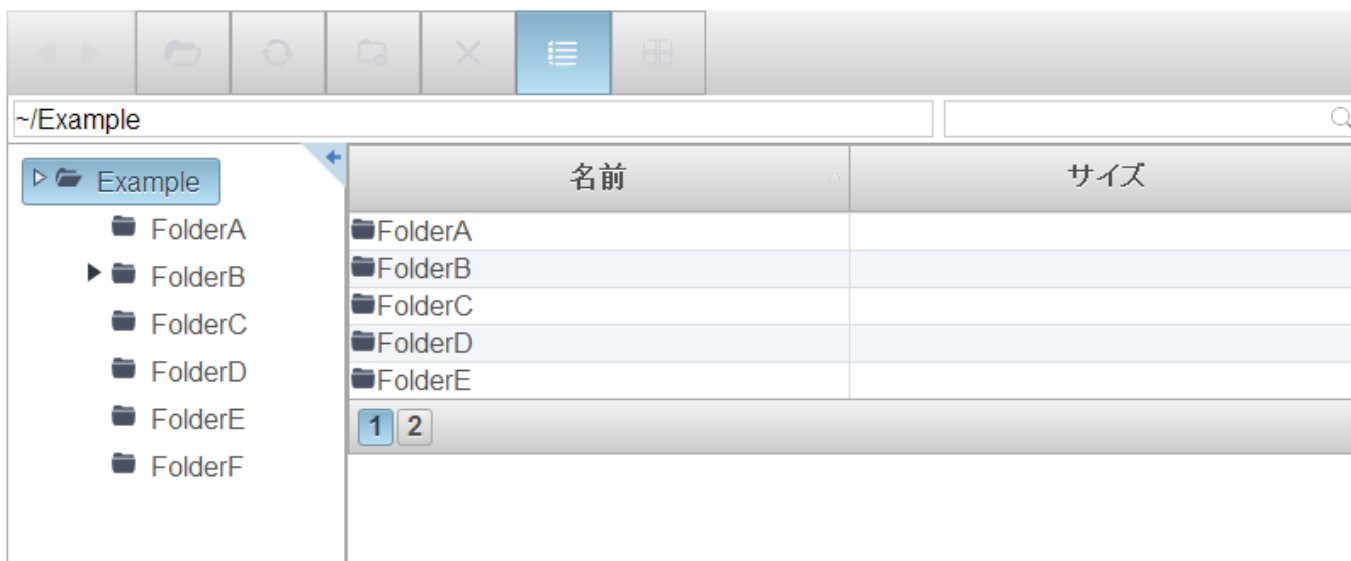 ~/Example
Example
FolderA
FolderB
FolderC
FolderD
FolderE
FolderF
名前 サイズ
FolderA
FolderB
FolderC
FolderD
FolderE
1 2